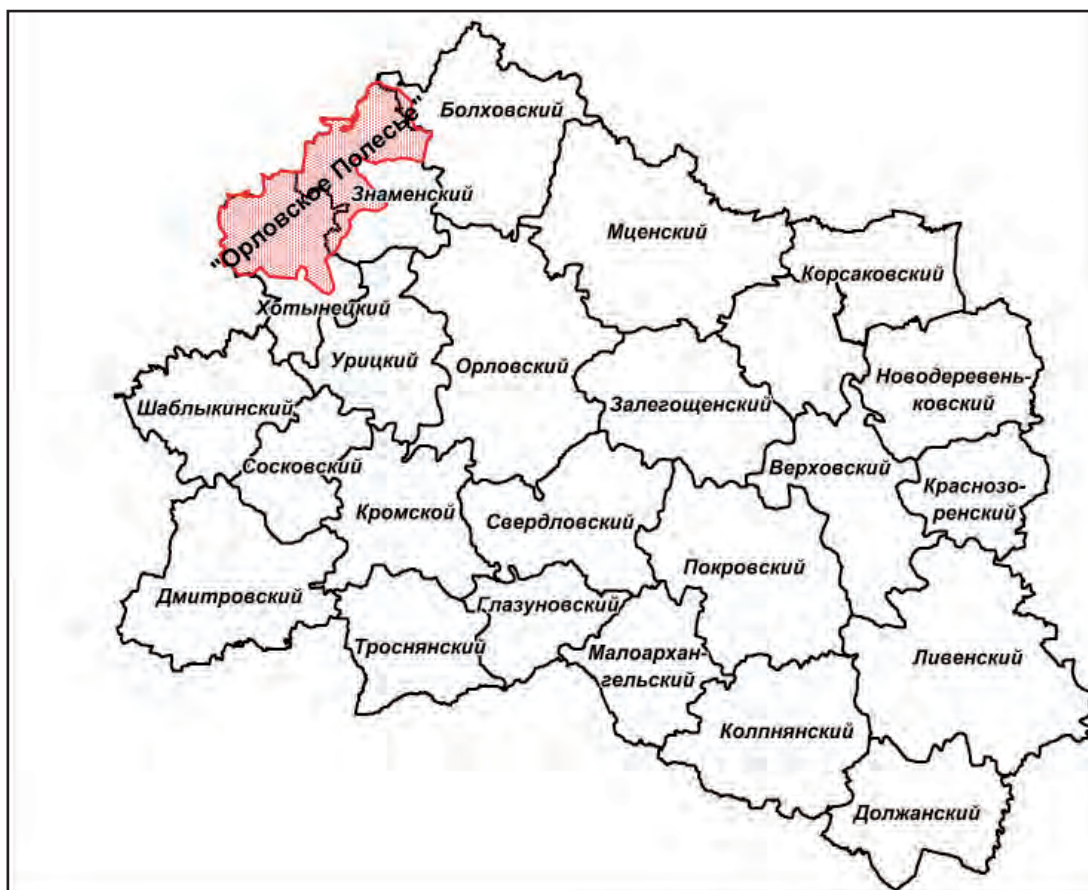 Болховский
"Орловское Полесье"
Знаменский
Мценский
Корсаковский
Хотынецкий
Урицкий
Орловский
Новодеревень-
ковский
Шаблыкинский
Залегощенский
Сосковский
Верховский
Краснозо-
ренский
Кромской
Свердловский
Покровский
Дмитровский
Глазуновский
Троснянский
Малоархан-
гельский
Ливенский
Колпнянский
Должанский